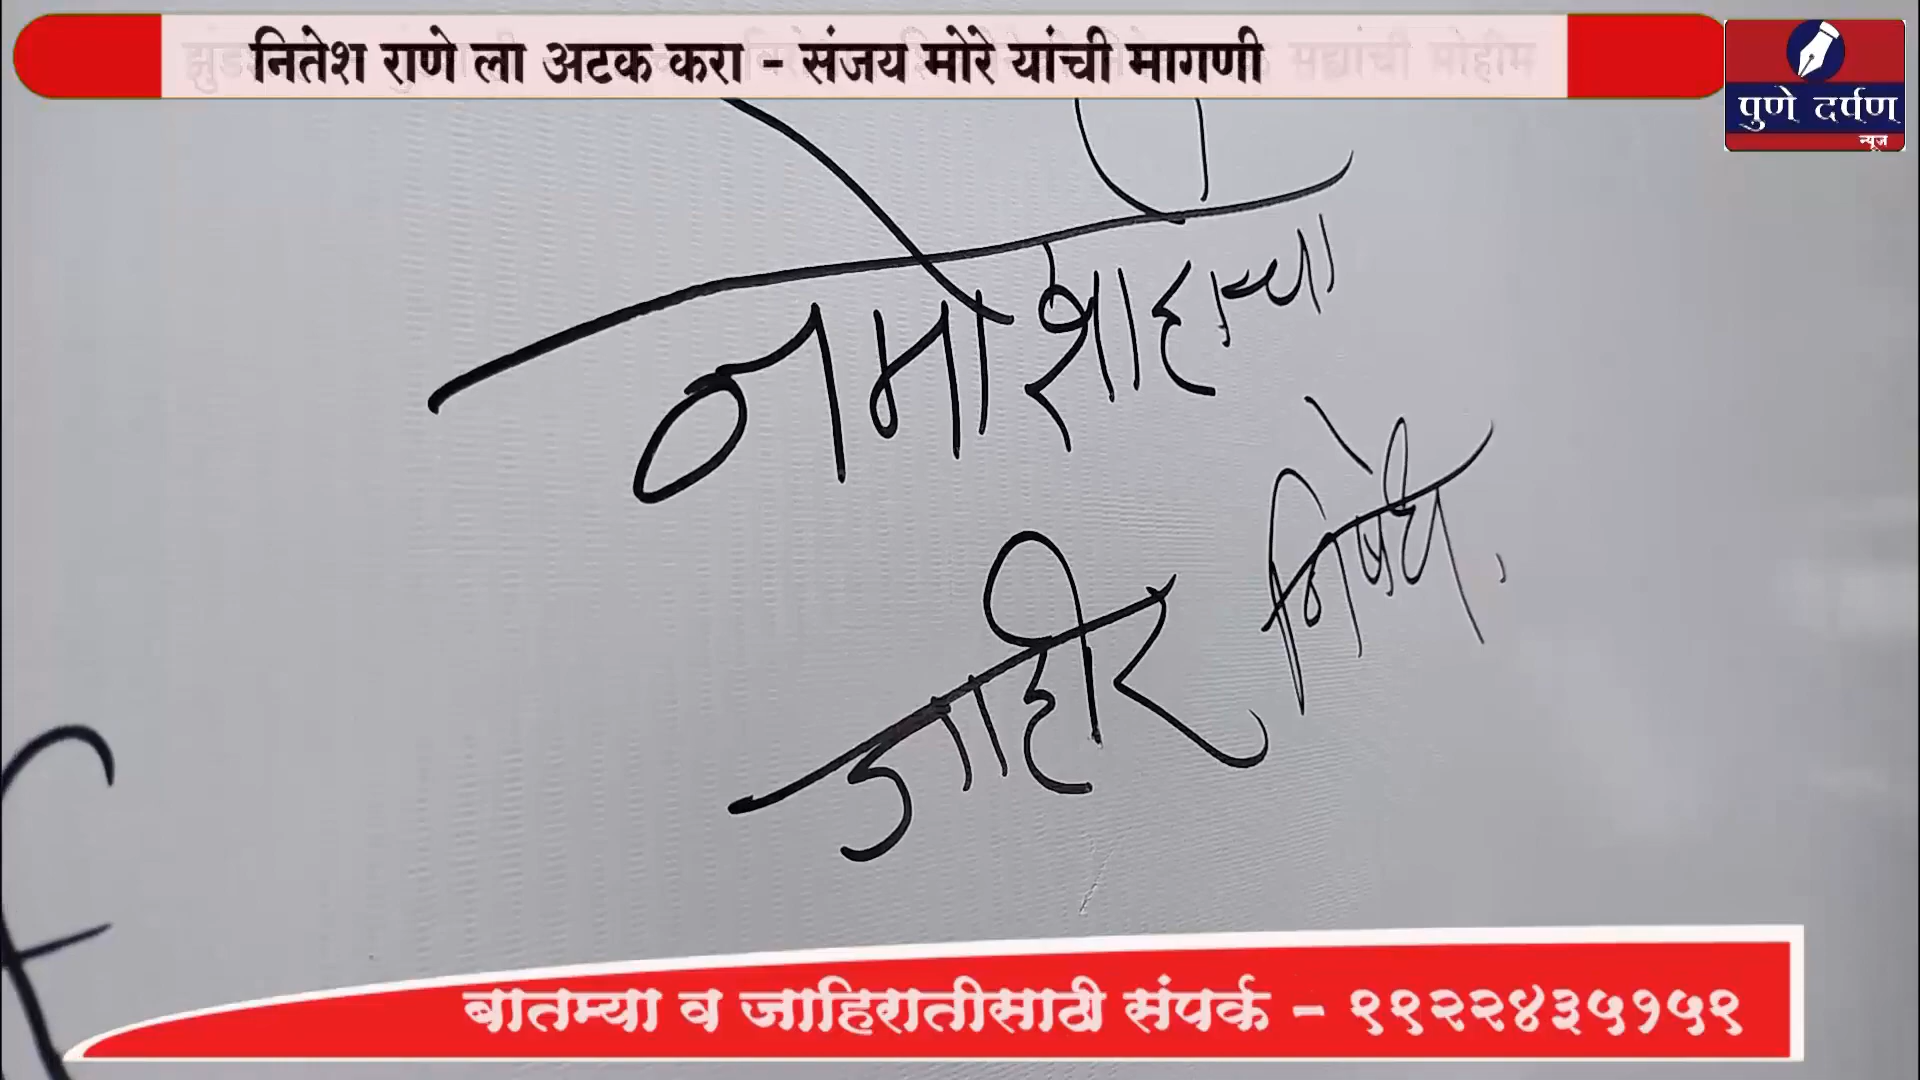 नितेश राणे ला अटक करा - संजय मोरे यांची मागणी
पुणे दर्पण
न्यूज
नमो शाहाच्या
जाहीर निषेध.
बातम्या व जाहिरातीसाठी संपर्क - ९९२२४३५१५९